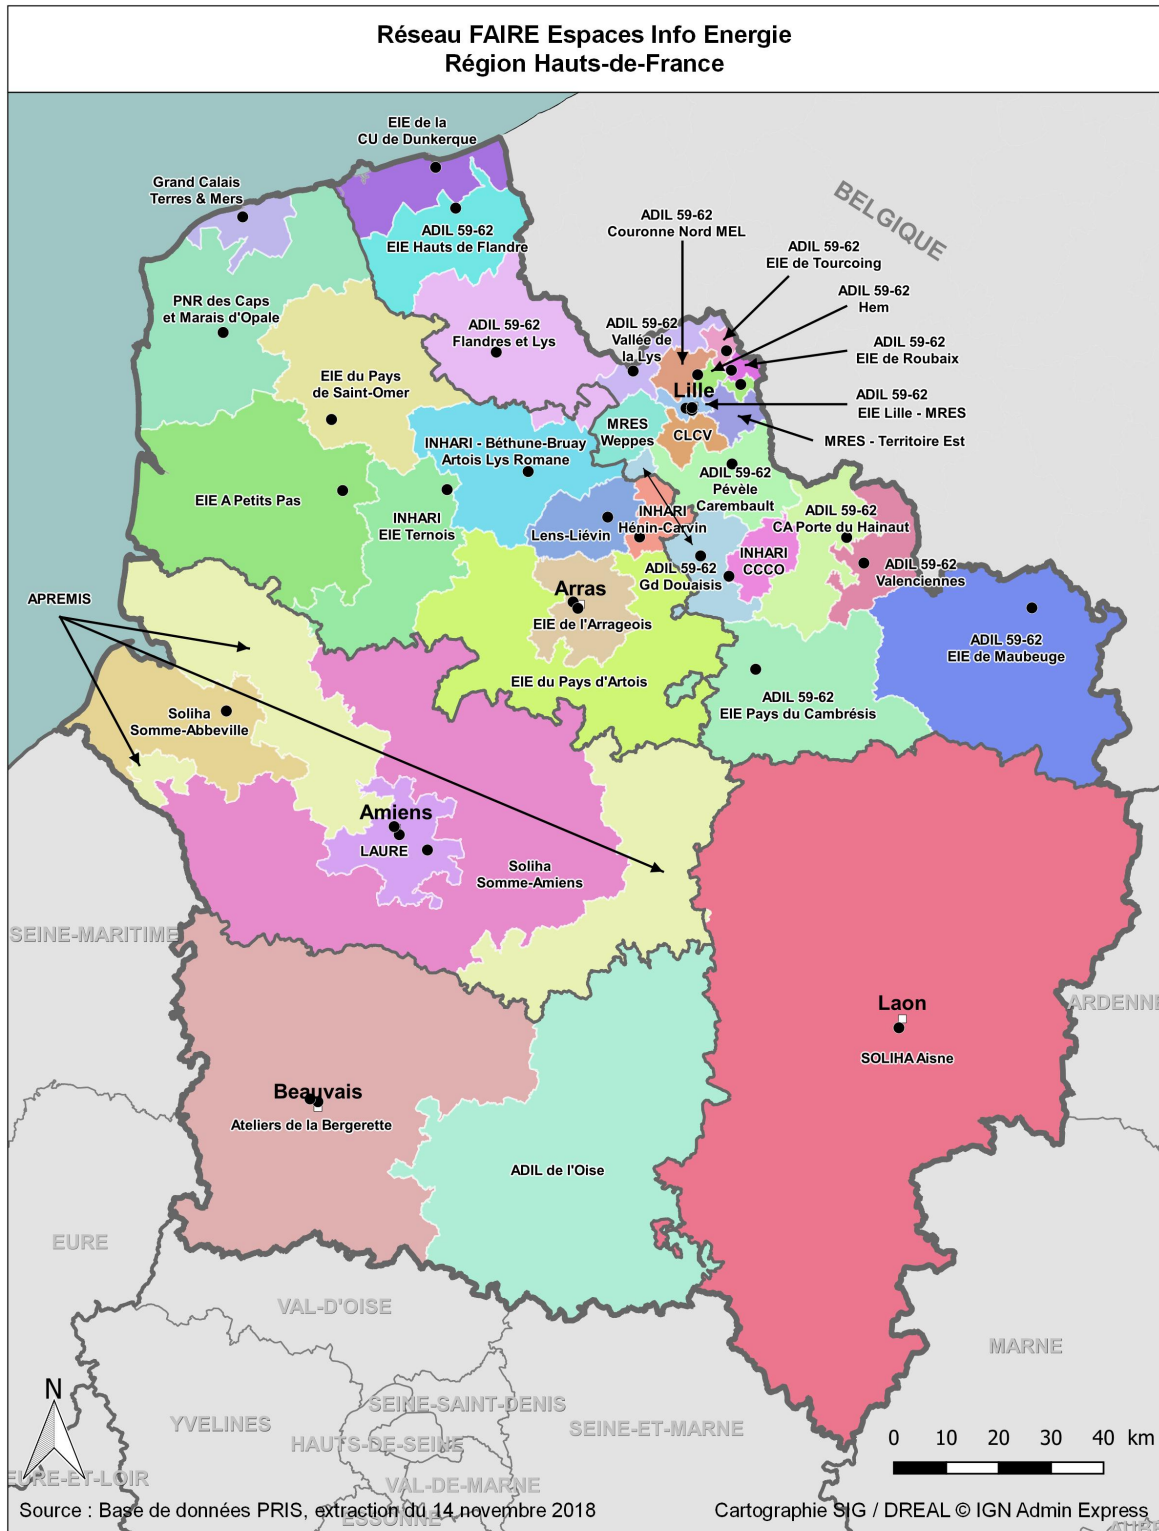 Réseau FAIRE Espaces Info Energie
Région Hauts-de-France
EIE de la
CU de Dunkerque
Grand Calais
Terres & Mers
ADIL 59-62
EIE Hauts de Flandre
BELGIQUE
ADIL 59-62
Couronne Nord MEL
ADIL 59-62
EIE de Tourcoing
ADIL 59-62
Hem
ADIL 59-62
EIE de Roubaix
PNR des Caps
et Marais d'Opale
ADIL 59-62
Flandres et Lys
ADIL 59-62
Vallée de
la Lys
EIE du Pays
de Saint-Omer
Lille
ADIL 59-62
EIE Lille - MRES
MRES - Territoire Est
MRES
Weppes
CLCV
INHARI - Béthune-Bruay
Artois Lys Romane
ADIL 59-62
Pévèle
Carembault
EIE A Petits Pas
INHARI
EIE Ternois
Lens-Liévin
INHARI
Hénin-Carvin
ADIL 59-62
CA Porte du Hainaut
INHARI
CCCO
ADIL 59-62
Gd Douaisis
ADIL 59-62
Valenciennes
APREMIS
Arras
EIE de l'Arrageois
ADIL 59-62
EIE de Maubeuge
EIE du Pays d'Artois
ADIL 59-62
EIE Pays du Cambrésis
Soliha
Somme-Abbeville
Amiens
LAURE
Soliha
Somme-Amiens
SEINE-MARITIME
Laon
SOLIHA Aisne
ARDENNE
Beauvais
Ateliers de la Bergerette
ADIL de l'Oise
EURE
VAL-D'OISE
MARNE
SEINE-SAINT-DENIS
YVELINES
HAUTS-DE-SEINE
SEINE-ET-MARNE
VAL-DE-MARNE
EURE-ET-LOIR
ESSONNE
AUBE
N
0 10 20 30 40 km
Source : Base de données PRIS, extraction du 14 novembre 2018
Cartographie SIG / DREAL © IGN Admin Express